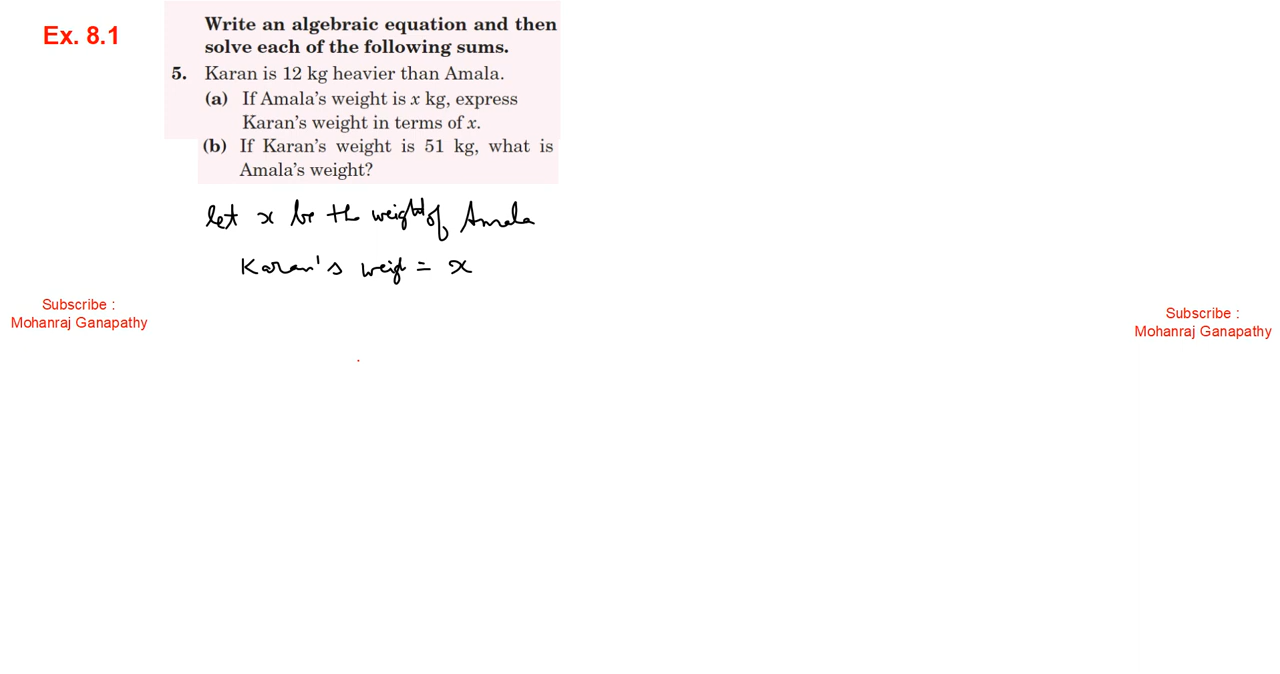 Ex. 8.1
Write an algebraic equation and then
solve each of the following sums.
5. Karan is 12 kg heavier than Amala.
(a) If Amala's weight is x kg, express
Karan's weight in terms of x.
(b) If Karan's weight is 51 kg, what is
Amala's weight?
let x be the weight of Amala
Karan's weigh = x
Subscribe :
Mohanraj Ganapathy
Subscribe :
Mohanraj Ganapathy